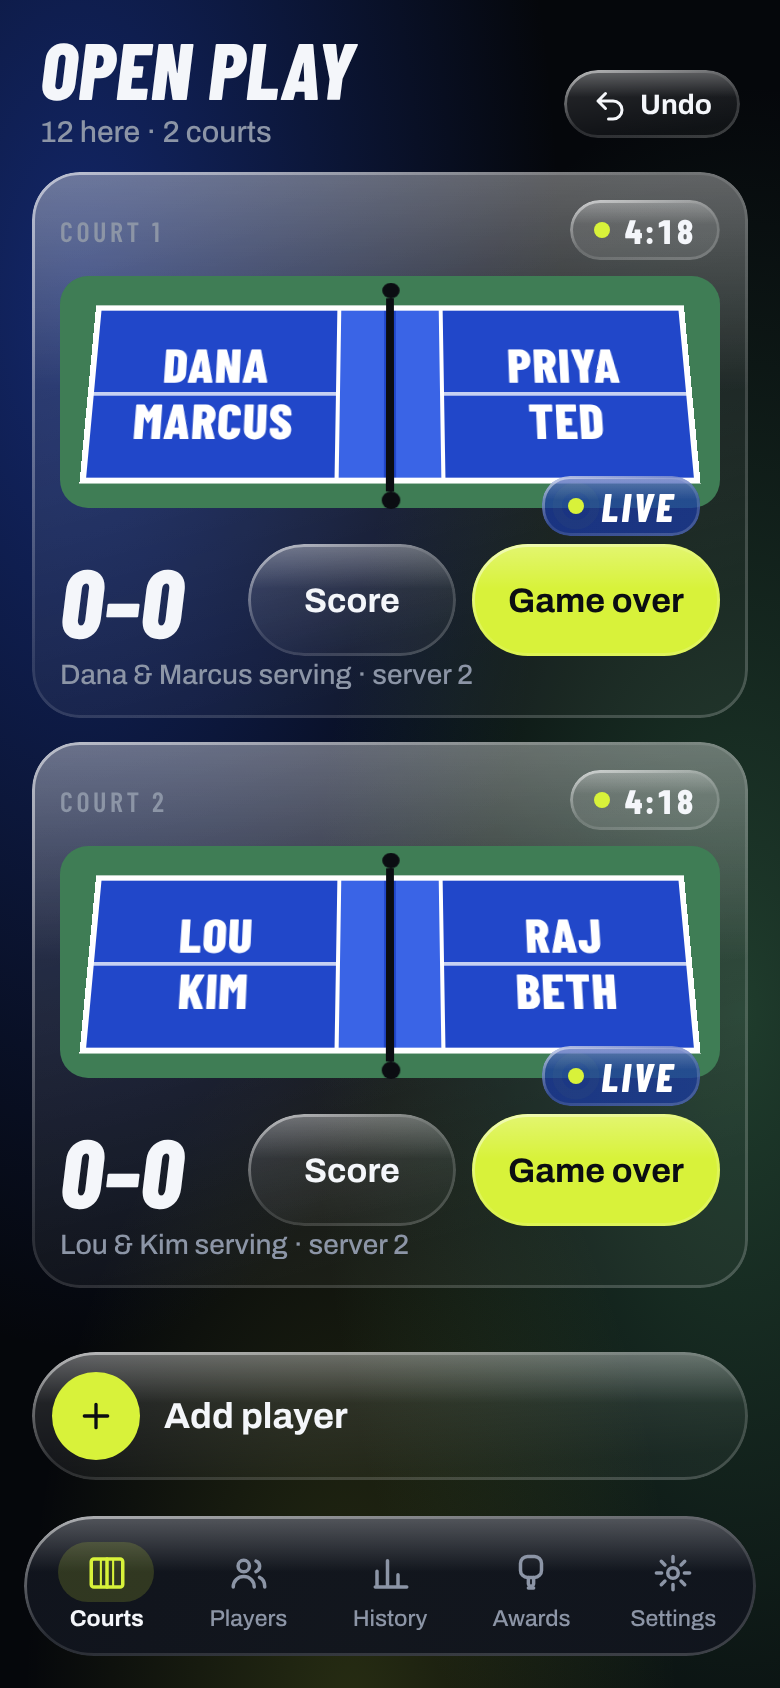 OPEN PLAY
12 here · 2 courts
Undo
COURT 1
4:18
DANA
MARCUS
PRIYA
TED
LIVE
0–0
Score
Game over
Dana & Marcus serving · server 2
COURT 2
4:18
LOU
KIM
RAJ
BETH
LIVE
0–0
Score
Game over
Lou & Kim serving · server 2
Add player
Courts
Players
History
Awards
Settings